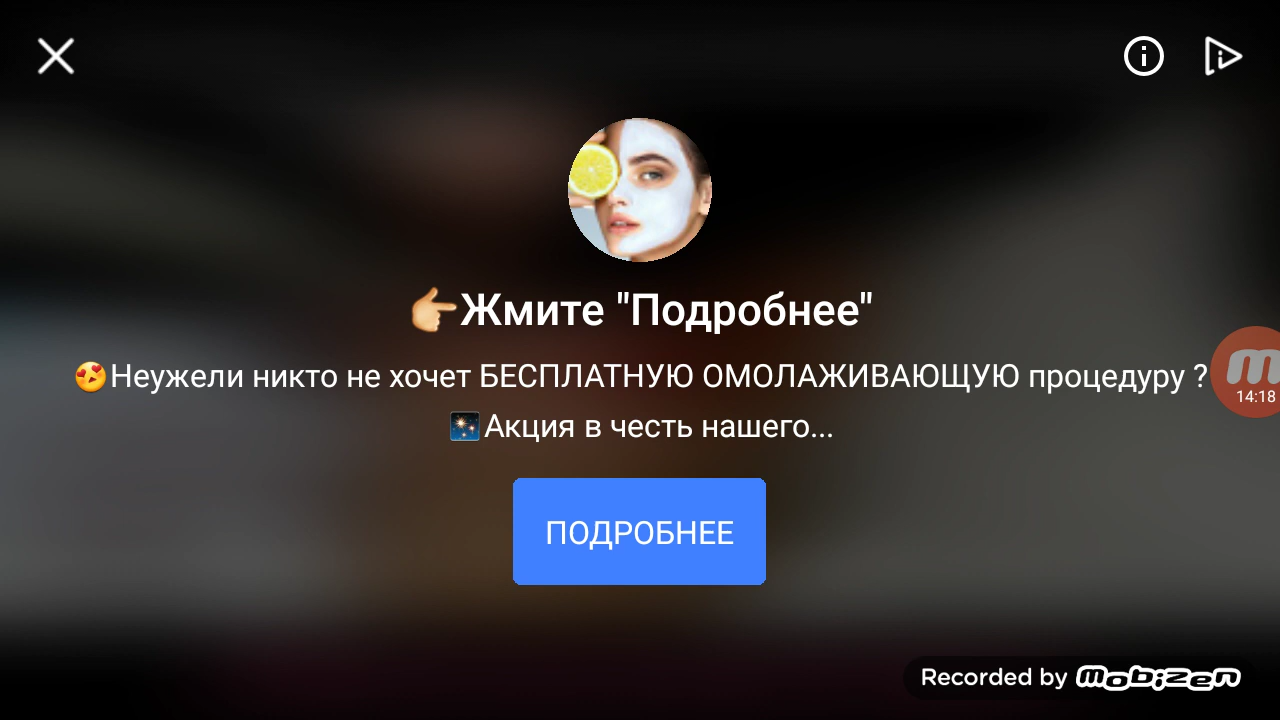 👉Жмите "Подробнее"
😍Неужели никто не хочет БЕСПЛАТНУЮ ОМОЛАЖИВАЮЩУЮ процедуру ?
🎇Акция в честь нашего...
14:18
ПОДРОБНЕЕ
Recorded by mobizen